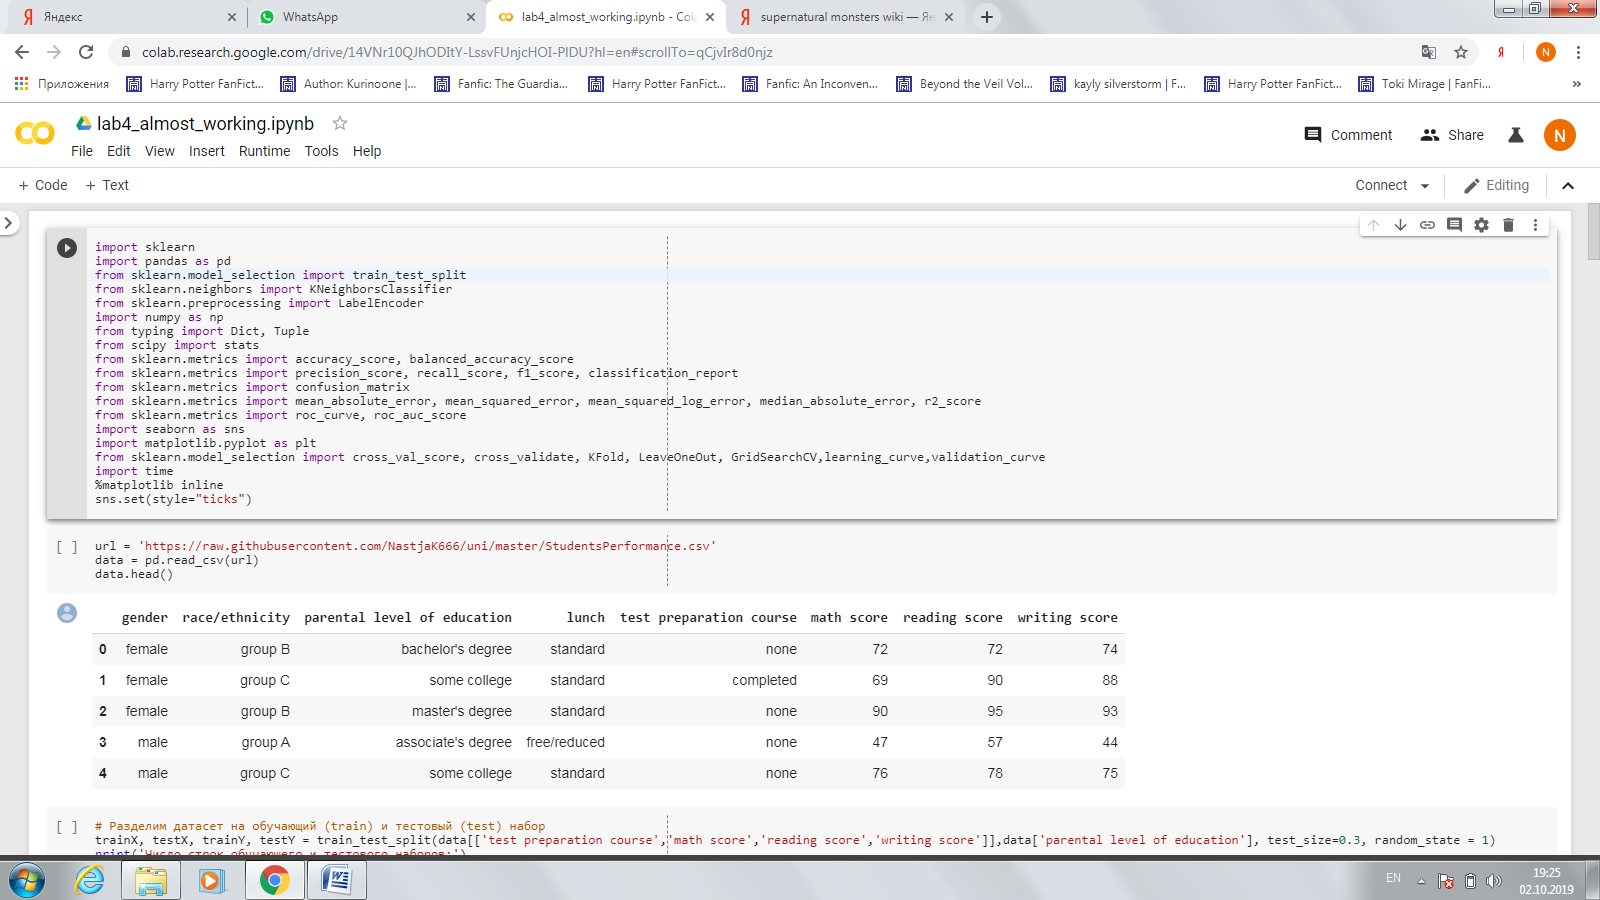 Яндекс
WhatsApp
lab4_almost_working.ipynb - Cola
supernatural monsters wiki — Ян
colab.research.google.com/drive/14VNr10QJhODItY-LssvFUnjcHOI-PIDU?hl=en#scrollTo=qCjvIr8d0njz
Я
N
Приложения
Harry Potter FanFict...
Author: Kurinoone |...
Fanfic: The Guardia...
Harry Potter FanFict...
Fanfic: An Inconven...
Beyond the Veil Vol...
kayly silverstorm | F...
Harry Potter FanFict...
Toki Mirage | FanFi...
»
lab4_almost_working.ipynb
Comment
Share
N
File Edit View Insert Runtime Tools Help
+ Code + Text
Connect
Editing
import sklearn
import pandas as pd
from sklearn.model_selection import train_test_split
from sklearn.neighbors import KNeighborsClassifier
from sklearn.preprocessing import LabelEncoder
import numpy as np
from typing import Dict, Tuple
from scipy import stats
from sklearn.metrics import accuracy_score, balanced_accuracy_score
from sklearn.metrics import precision_score, recall_score, f1_score, classification_report
from sklearn.metrics import confusion_matrix
from sklearn.metrics import mean_absolute_error, mean_squared_error, mean_squared_log_error, median_absolute_error, r2_score
from sklearn.metrics import roc_curve, roc_auc_score
import seaborn as sns
import matplotlib.pyplot as plt
from sklearn.model_selection import cross_val_score, cross_validate, KFold, LeaveOneOut, GridSearchCV,learning_curve,validation_curve
import time
%matplotlib inline
sns.set(style="ticks")
[ ] url = 'https://raw.githubusercontent.com/NastjaK666/uni/master/StudentsPerformance.csv'
data = pd.read_csv(url)
data.head()
gender race/ethnicity parental level of education lunch test preparation course math score reading score writing score
0 female group B bachelor's degree standard none 72 72 74
1 female group C some college standard completed 69 90 88
2 female group B master's degree standard none 90 95 93
3 male group A associate's degree free/reduced none 47 57 44
4 male group C some college standard none 76 78 75
[ ] # Разделим датасет на обучающий (train) и тестовый (test) набор
trainX, testX, trainY, testY = train_test_split(data[['test preparation course','math score','reading score','writing score']],data['parental level of education'], test_size=0.3, random_state = 1)
print('Число строк обучающего и тестового наборов:')
EN
19:25
02.10.2019